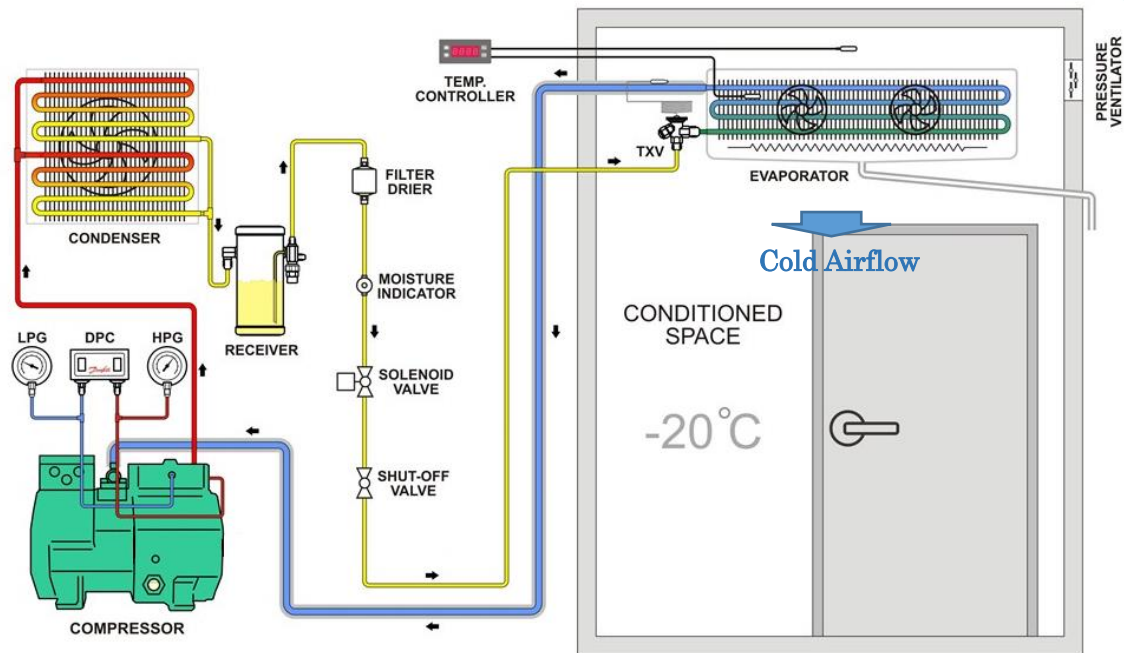 TEMP.
CONTROLLER
PRESSURE
VENTILATOR
TXV
EVAPORATOR
FILTER
DRIER
CONDENSER
Cold Airflow
MOISTURE
INDICATOR
CONDITIONED
SPACE
RECEIVER
LPG DPC HPG
Danfoss
SOLENOID
VALVE
-20°C
SHUT-OFF
VALVE
COMPRESSOR